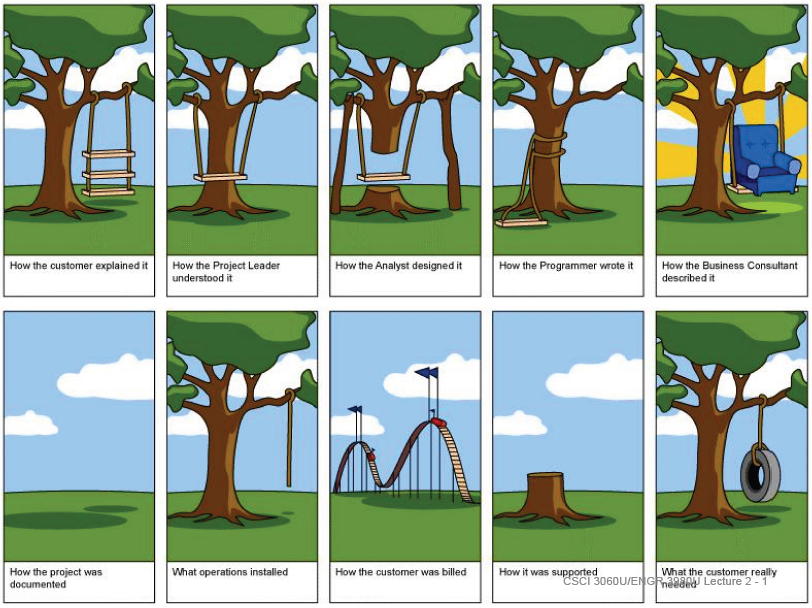 How the customer explained it
How the Project Leader
understood it
How the Analyst designed it
How the Programmer wrote it
How the Business Consultant
described it
How the project was
documented
What operations installed
How the customer was billed
How it was supported
What the customer really
needed
CSCI 3060U/ENGR 3980U Lecture 2 - 1